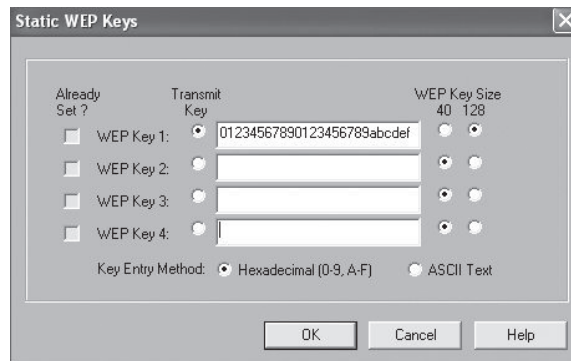 Static WEP Keys
Already Set ?
Transmit Key
WEP Key Size
40 128
WEP Key 1: 01234567890123456789abcdef
WEP Key 2:
WEP Key 3:
WEP Key 4:
Key Entry Method: Hexadecimal (0-9, A-F) ASCII Text
OK Cancel Help